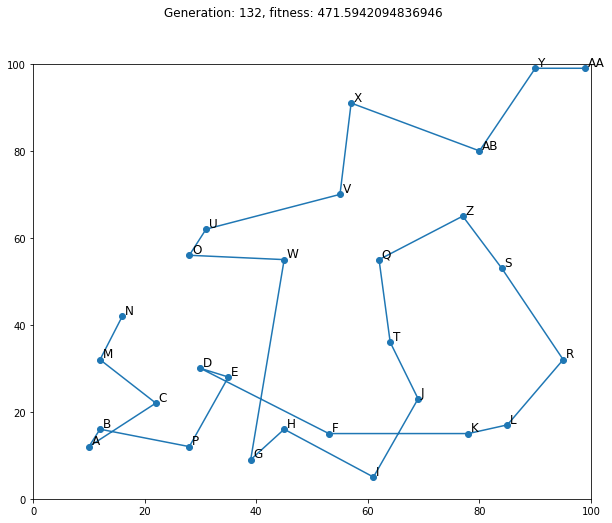 Generation: 132, fitness: 471.5942094836946
100
Y
AA
X
AB
80
V
Z
U
60
O
W
Q
S
N
40
T
M
R
D
E
J
C
20
B
H
F
K
L
A
P
G
I
0
0
20
40
60
80
100